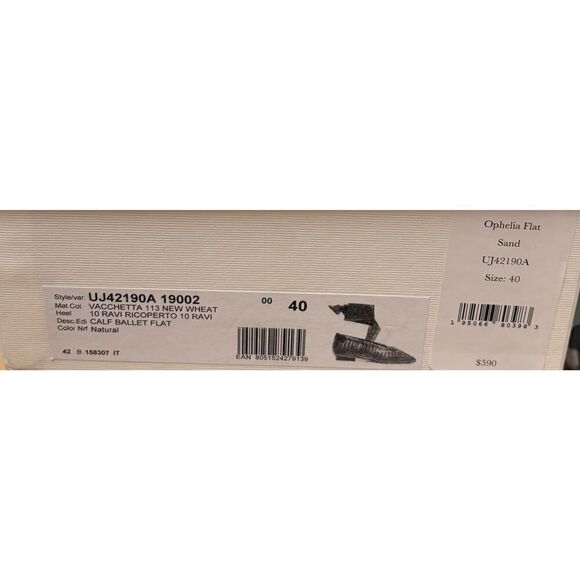 Style/var. UJ42190A 19002
Mat.Col. VACCHETTA 113 NEW WHEAT
Heel 10 RAVI RICOPERTO 10 RAVI
Desc.Edi CALF BALLET FLAT
Color Nrf Natural
42 B 158307 IT
00 40
EAN 8051524279139
Ophelia Flat
Sand
UJ42190A
Size: 40
1 95066 80398 3
$590